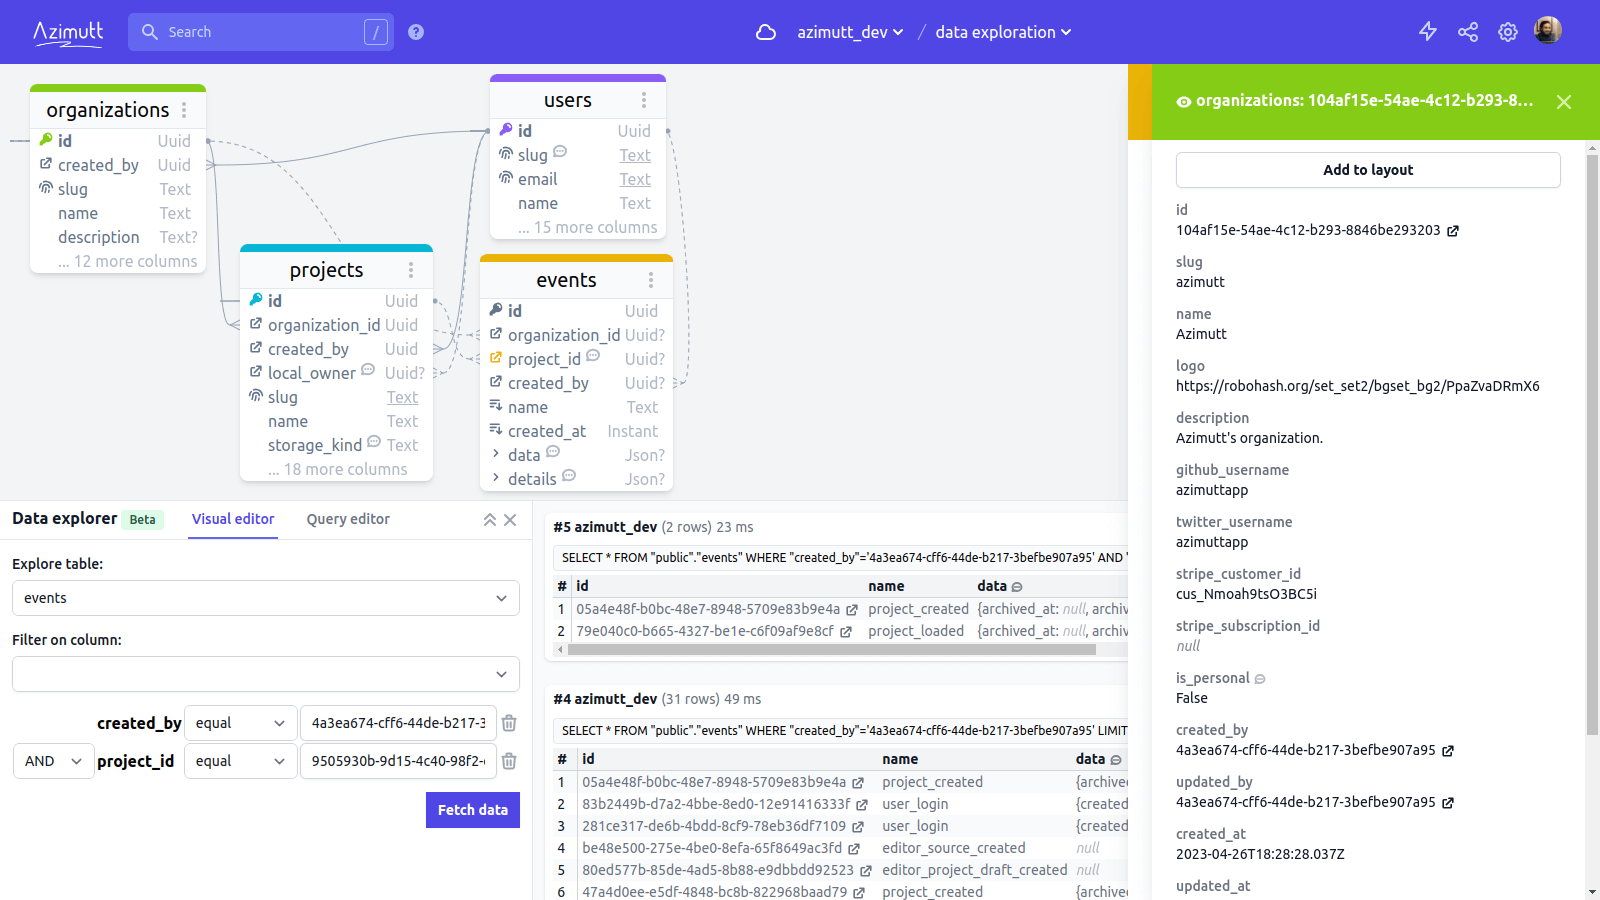 Azimutt
Search
/
?
azimutt_dev
/
data exploration
organizations
id Uuid
created_by Uuid
slug Text
name Text
description Text?
... 12 more columns
users
id Uuid
slug Text
email Text
name Text
... 15 more columns
projects
id Uuid
organization_id Uuid
created_by Uuid
local_owner Uuid?
slug Text
name Text
storage_kind Text
... 18 more columns
events
id Uuid
organization_id Uuid?
project_id Uuid?
created_by Uuid?
name Text
created_at Instant
data Json?
details Json?
Data explorer Beta
Visual editor
Query editor
Explore table:
events
Filter on column:
created_by equal 4a3ea674-cff6-44de-b217-3
AND project_id equal 9505930b-9d15-4c40-98f2-
Fetch data
#5 azimutt_dev (2 rows) 23 ms
SELECT * FROM "public"."events" WHERE "created_by"='4a3ea674-cff6-44de-b217-3befbe907a95' AND '
# id name data
1 05a4e48f-b0bc-48e7-8948-5709e83b9e4a project_created {archived_at: null, archiv
2 79e040c0-b665-4327-be1e-c6f09af9e8cf project_loaded {archived_at: null, archiv
#4 azimutt_dev (31 rows) 49 ms
SELECT * FROM "public"."events" WHERE "created_by"='4a3ea674-cff6-44de-b217-3befbe907a95' LIMIT
# id name data
1 05a4e48f-b0bc-48e7-8948-5709e83b9e4a project_created {archived
2 83b2449b-d7a2-4bbe-8ed0-12e91416333f user_login {created
3 281ce317-de6b-4bdd-8cf9-78eb36df7109 user_login {created
4 be48e500-275e-4be0-8efa-65f8649ac3fd editor_source_created null
5 80ed577b-85de-4ad5-8b88-e9dbbdd92523 editor_project_draft_created null
6 47a4d0ee-e5df-4848-bc8b-822968baad79 project_created {archived
organizations: 104af15e-54ae-4c12-b293-8...
Add to layout
id
104af15e-54ae-4c12-b293-8846be293203
slug
azimutt
name
Azimutt
logo
https://robohash.org/set_set2/bgset_bg2/PpaZvaDRmX6
description
Azimutt's organization.
github_username
azimuttapp
twitter_username
azimuttapp
stripe_customer_id
cus_Nmoah9tsO3BC5i
stripe_subscription_id
null
is_personal
False
created_by
4a3ea674-cff6-44de-b217-3befbe907a95
updated_by
4a3ea674-cff6-44de-b217-3befbe907a95
created_at
2023-04-26T18:28:28.037Z
updated_at